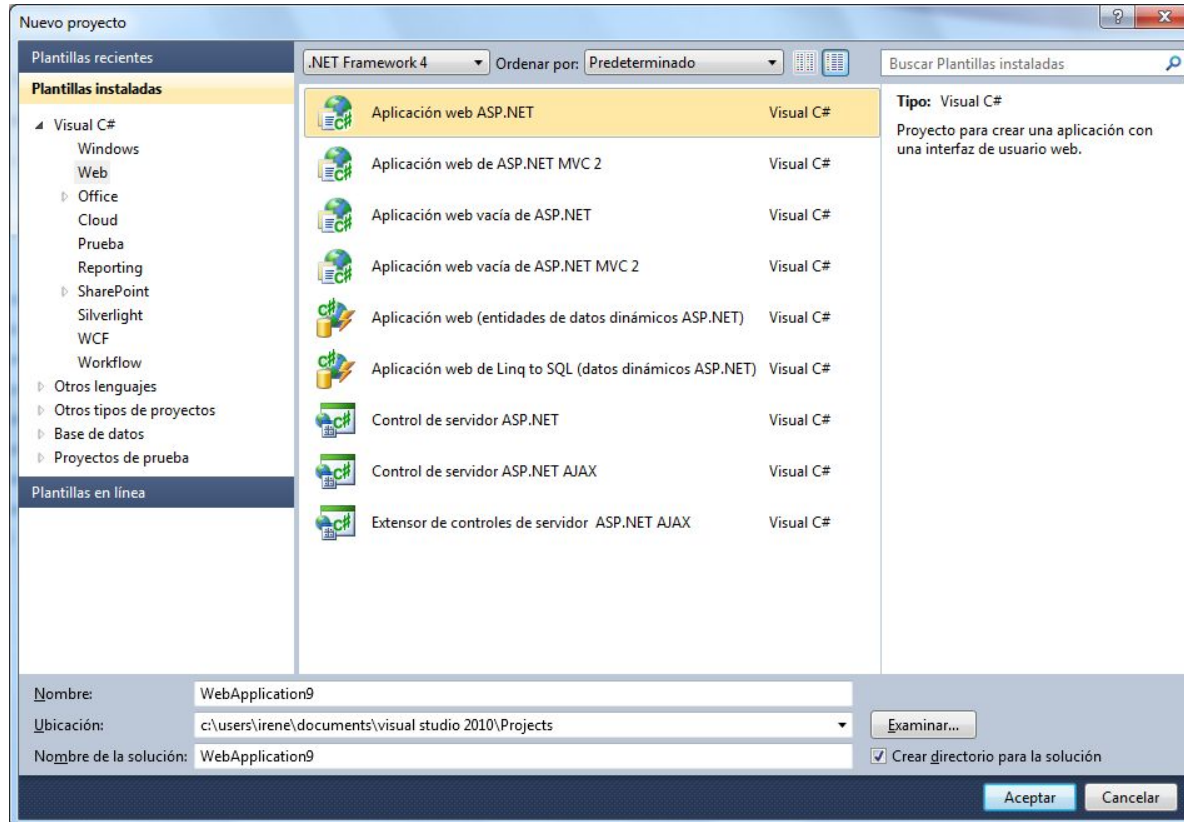 Nuevo proyecto
Plantillas recientes
Plantillas instaladas
Visual C#
Windows
Web
Office
Cloud
Prueba
Reporting
SharePoint
Silverlight
WCF
Workflow
Otros lenguajes
Otros tipos de proyectos
Base de datos
Proyectos de prueba
Plantillas en línea
.NET Framework 4 Ordenar por: Predeterminado
Aplicación web ASP.NET Visual C#
Aplicación web de ASP.NET MVC 2 Visual C#
Aplicación web vacía de ASP.NET Visual C#
Aplicación web vacía de ASP.NET MVC 2 Visual C#
Aplicación web (entidades de datos dinámicos ASP.NET) Visual C#
Aplicación web de Linq to SQL (datos dinámicos ASP.NET) Visual C#
Control de servidor ASP.NET Visual C#
Control de servidor ASP.NET AJAX Visual C#
Extensor de controles de servidor ASP.NET AJAX Visual C#
Buscar Plantillas instaladas
Tipo: Visual C#
Proyecto para crear una aplicación con
una interfaz de usuario web.
Nombre: WebApplication9
Ubicación: c:\users\irene\documents\visual studio 2010\Projects Examinar...
Nombre de la solución: WebApplication9 Crear directorio para la solución
Aceptar Cancelar